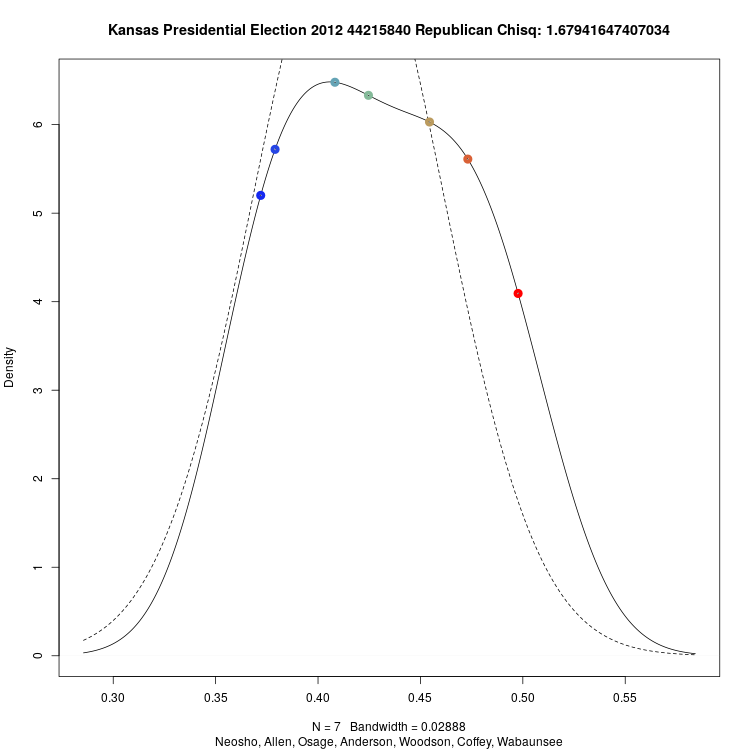 Kansas Presidential Election 2012 44215840 Republican Chisq: 1.67941647407034
Density
6
5
4
3
2
1
0
0.30 0.35 0.40 0.45 0.50 0.55
N = 7 Bandwidth = 0.02888
Neosho, Allen, Osage, Anderson, Woodson, Coffey, Wabaunsee